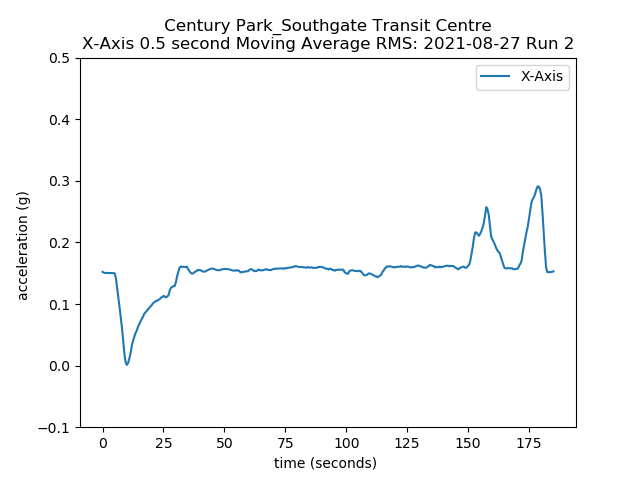 Century Park_Southgate Transit Centre
X-Axis 0.5 second Moving Average RMS: 2021-08-27 Run 2
X-Axis
0.5
0.4
0.3
0.2
0.1
0.0
−0.1
acceleration (g)
0 25 50 75 100 125 150 175
time (seconds)